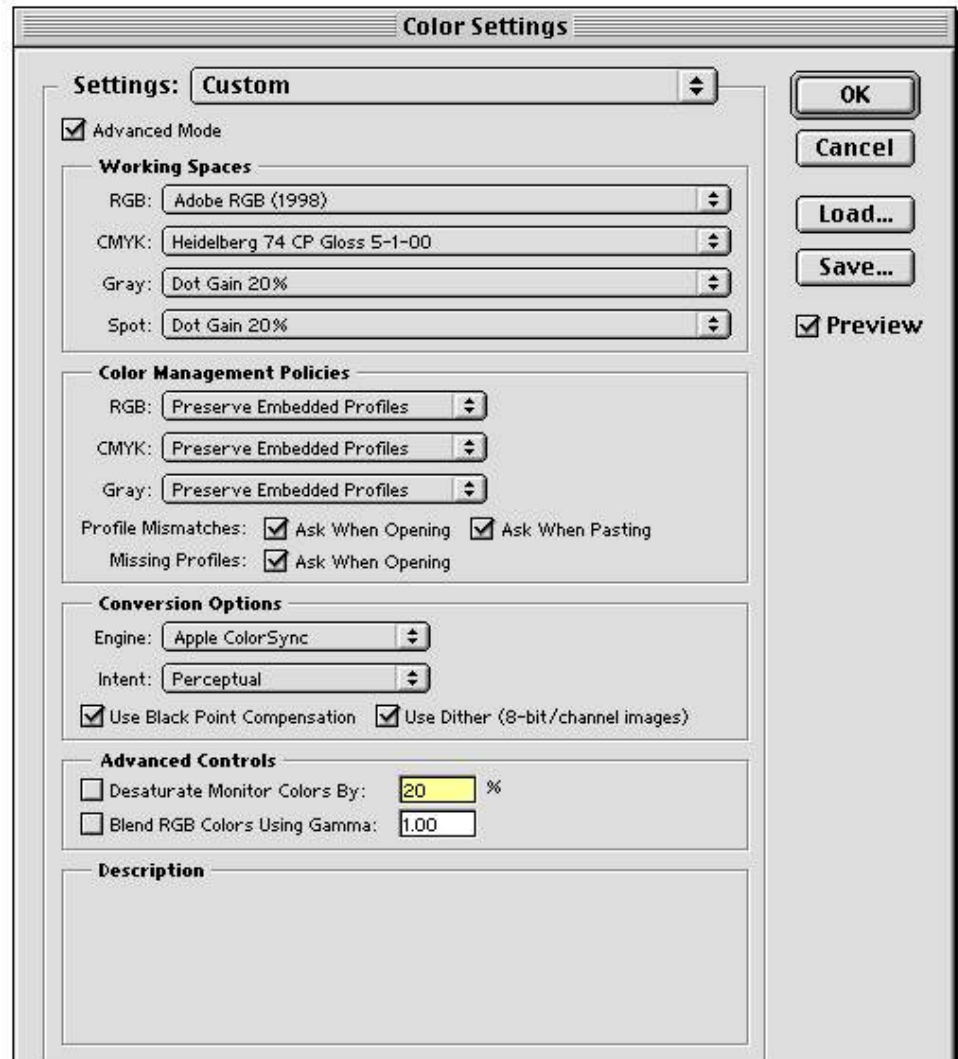 Color Settings
Settings: Custom
OK
Advanced Mode
Cancel
Working Spaces
RGB: Adobe RGB (1998)
Load...
CMYK: Heidelberg 74 CP Gloss 5-1-00
Save...
Gray: Dot Gain 20%
Spot: Dot Gain 20%
Preview
Color Management Policies
RGB: Preserve Embedded Profiles
CMYK: Preserve Embedded Profiles
Gray: Preserve Embedded Profiles
Profile Mismatches: Ask When Opening Ask When Pasting
Missing Profiles: Ask When Opening
Conversion Options
Engine: Apple ColorSync
Intent: Perceptual
Use Black Point Compensation Use Dither (8-bit/channel images)
Advanced Controls
Desaturate Monitor Colors By: 20 %
Blend RGB Colors Using Gamma: 1.00
Description